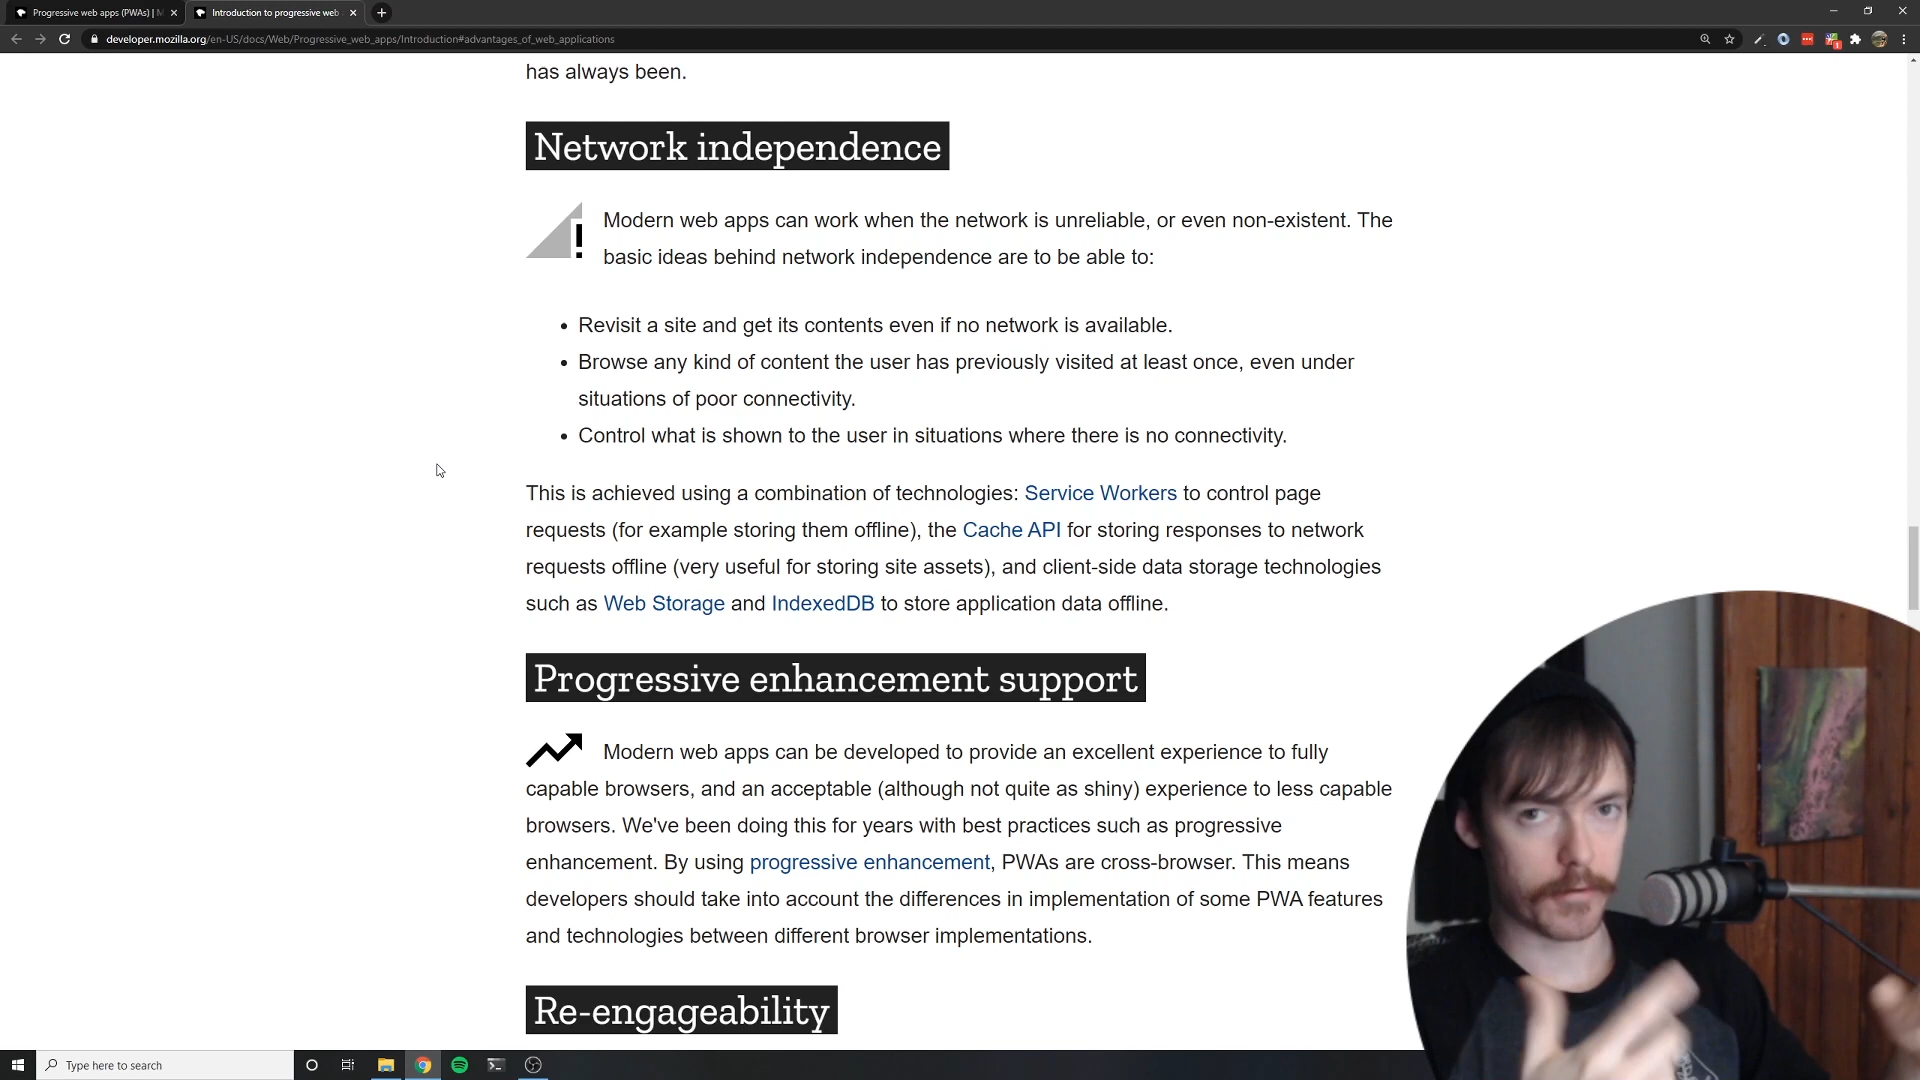 Progressive web apps (PWAs) | M
Introduction to progressive web
developer.mozilla.org/en-US/docs/Web/Progressive_web_apps/Introduction#advantages_of_web_applications
has always been.
Network independence
Modern web apps can work when the network is unreliable, or even non-existent. The
basic ideas behind network independence are to be able to:
• Revisit a site and get its contents even if no network is available.
• Browse any kind of content the user has previously visited at least once, even under
situations of poor connectivity.
• Control what is shown to the user in situations where there is no connectivity.
This is achieved using a combination of technologies: Service Workers to control page
requests (for example storing them offline), the Cache API for storing responses to network
requests offline (very useful for storing site assets), and client-side data storage technologies
such as Web Storage and IndexedDB to store application data offline.
Progressive enhancement support
Modern web apps can be developed to provide an excellent experience to fully
capable browsers, and an acceptable (although not quite as shiny) experience to less capable
browsers. We've been doing this for years with best practices such as progressive
enhancement. By using progressive enhancement, PWAs are cross-browser. This means
developers should take into account the differences in implementation of some PWA features
and technologies between different browser implementations.
Re-engageability
Type here to search